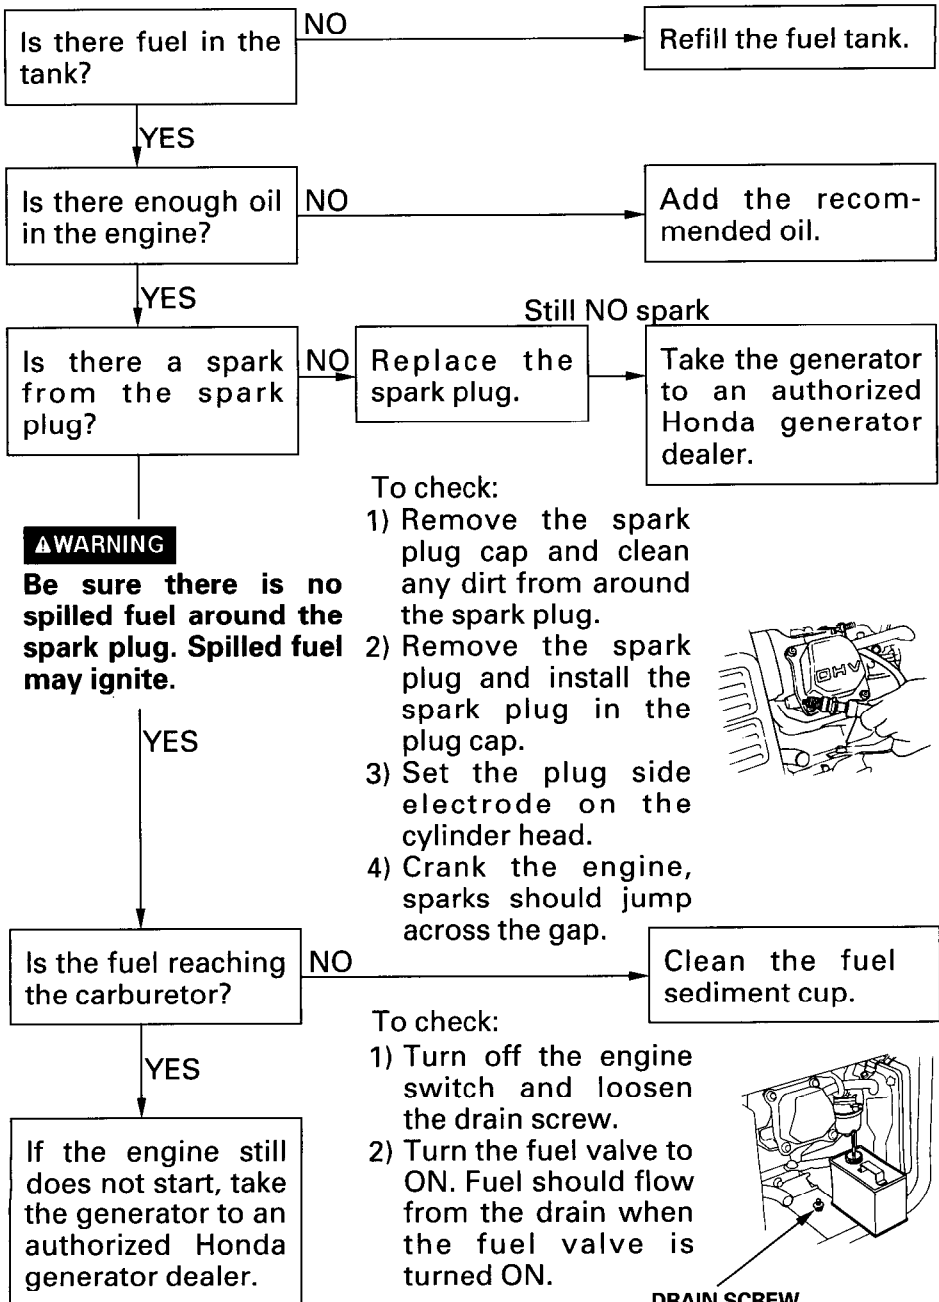 Is there fuel in the
tank?
NO
Refill the fuel tank.
YES
Is there enough oil
in the engine?
NO
Add the recom-
mended oil.
YES
Is there a spark
from the spark
plug?
NO
Replace the
spark plug.
Still NO spark
Take the generator
to an authorized
Honda generator
dealer.
WARNING
Be sure there is no
spilled fuel around the
spark plug. Spilled fuel
may ignite.
To check:
1) Remove the spark
plug cap and clean
any dirt from around
the spark plug.
2) Remove the spark
plug and install the
spark plug in the
plug cap.
3) Set the plug side
electrode on the
cylinder head.
4) Crank the engine,
sparks should jump
across the gap.
OHV
YES
Is the fuel reaching
the carburetor?
NO
Clean the fuel
sediment cup.
YES
To check:
1) Turn off the engine
switch and loosen
the drain screw.
2) Turn the fuel valve to
ON. Fuel should flow
from the drain when
the fuel valve is
turned ON.
DRAIN SCREW
If the engine still
does not start, take
the generator to an
authorized Honda
generator dealer.